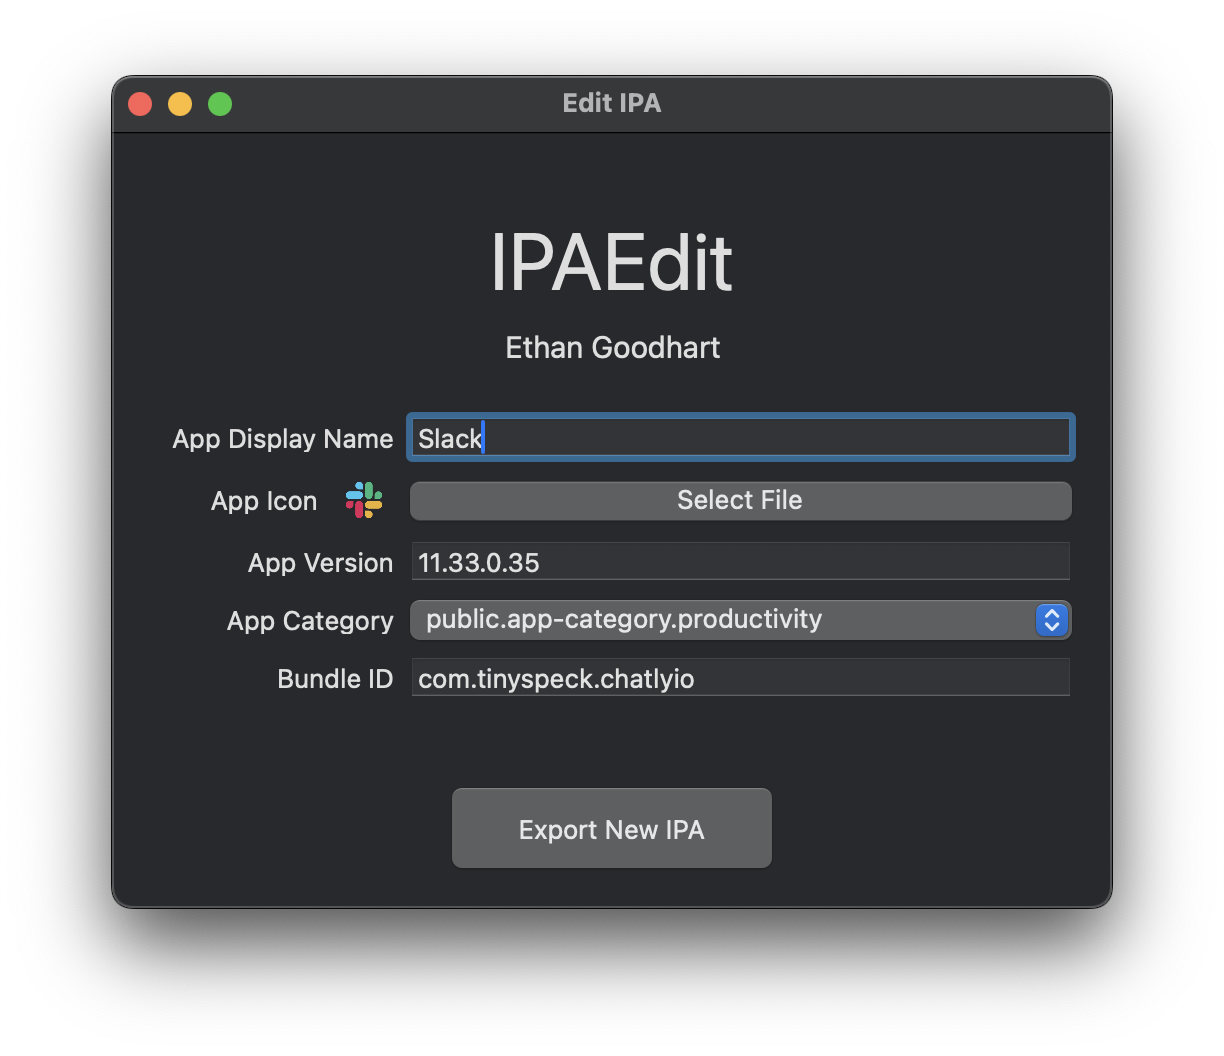 Edit IPA
IPAEdit
Ethan Goodhart
App Display Name Slack
App Icon Select File
App Version 11.33.0.35
App Category public.app-category.productivity
Bundle ID com.tinyspeck.chatlyio
Export New IPA